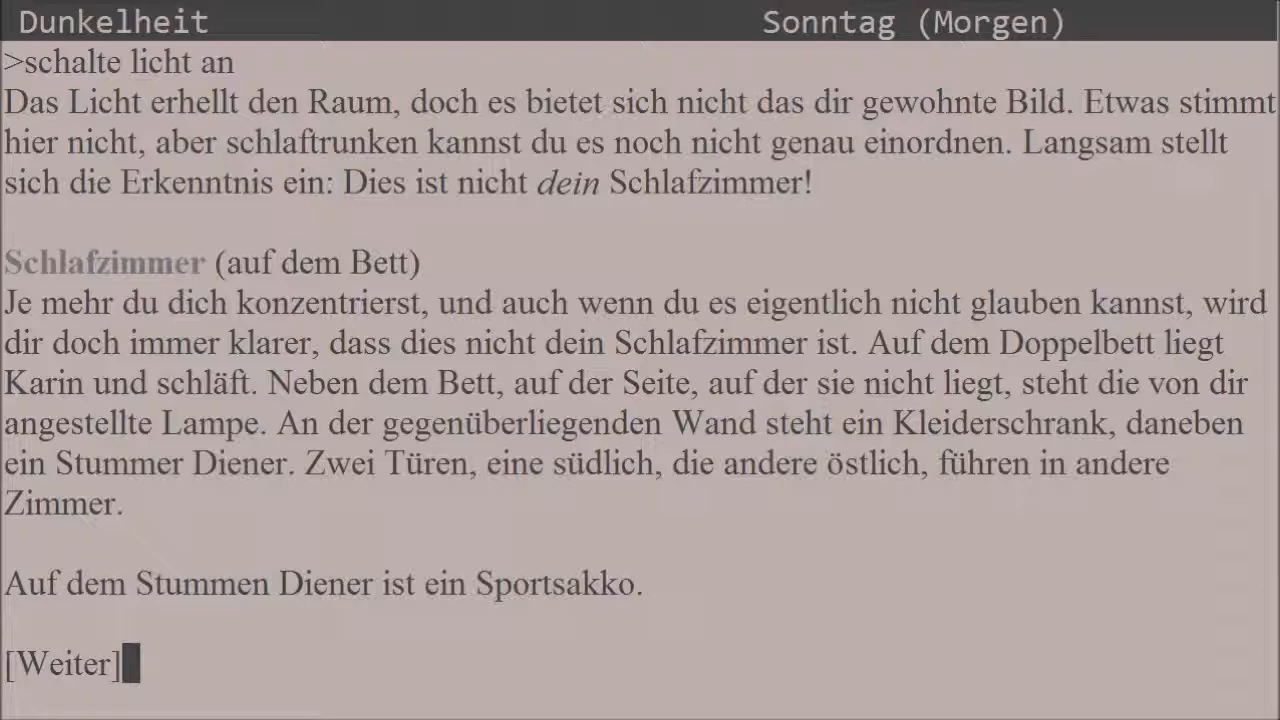 Dunkelheit Sonntag (Morgen)
>schalte licht an
Das Licht erhellt den Raum, doch es bietet sich nicht das dir gewohnte Bild. Etwas stimmt
hier nicht, aber schlaftrunken kannst du es noch nicht genau einordnen. Langsam stellt
sich die Erkenntnis ein: Dies ist nicht dein Schlafzimmer!
Schlafzimmer (auf dem Bett)
Je mehr du dich konzentrierst, und auch wenn du es eigentlich nicht glauben kannst, wird
dir doch immer klarer, dass dies nicht dein Schlafzimmer ist. Auf dem Doppelbett liegt
Karin und schläft. Neben dem Bett, auf der Seite, auf der sie nicht liegt, steht die von dir
angestellte Lampe. An der gegenüberliegenden Wand steht ein Kleiderschrank, daneben
ein Stummer Diener. Zwei Türen, eine südlich, die andere östlich, führen in andere
Zimmer.
Auf dem Stummen Diener ist ein Sportsakko.
[Weiter]